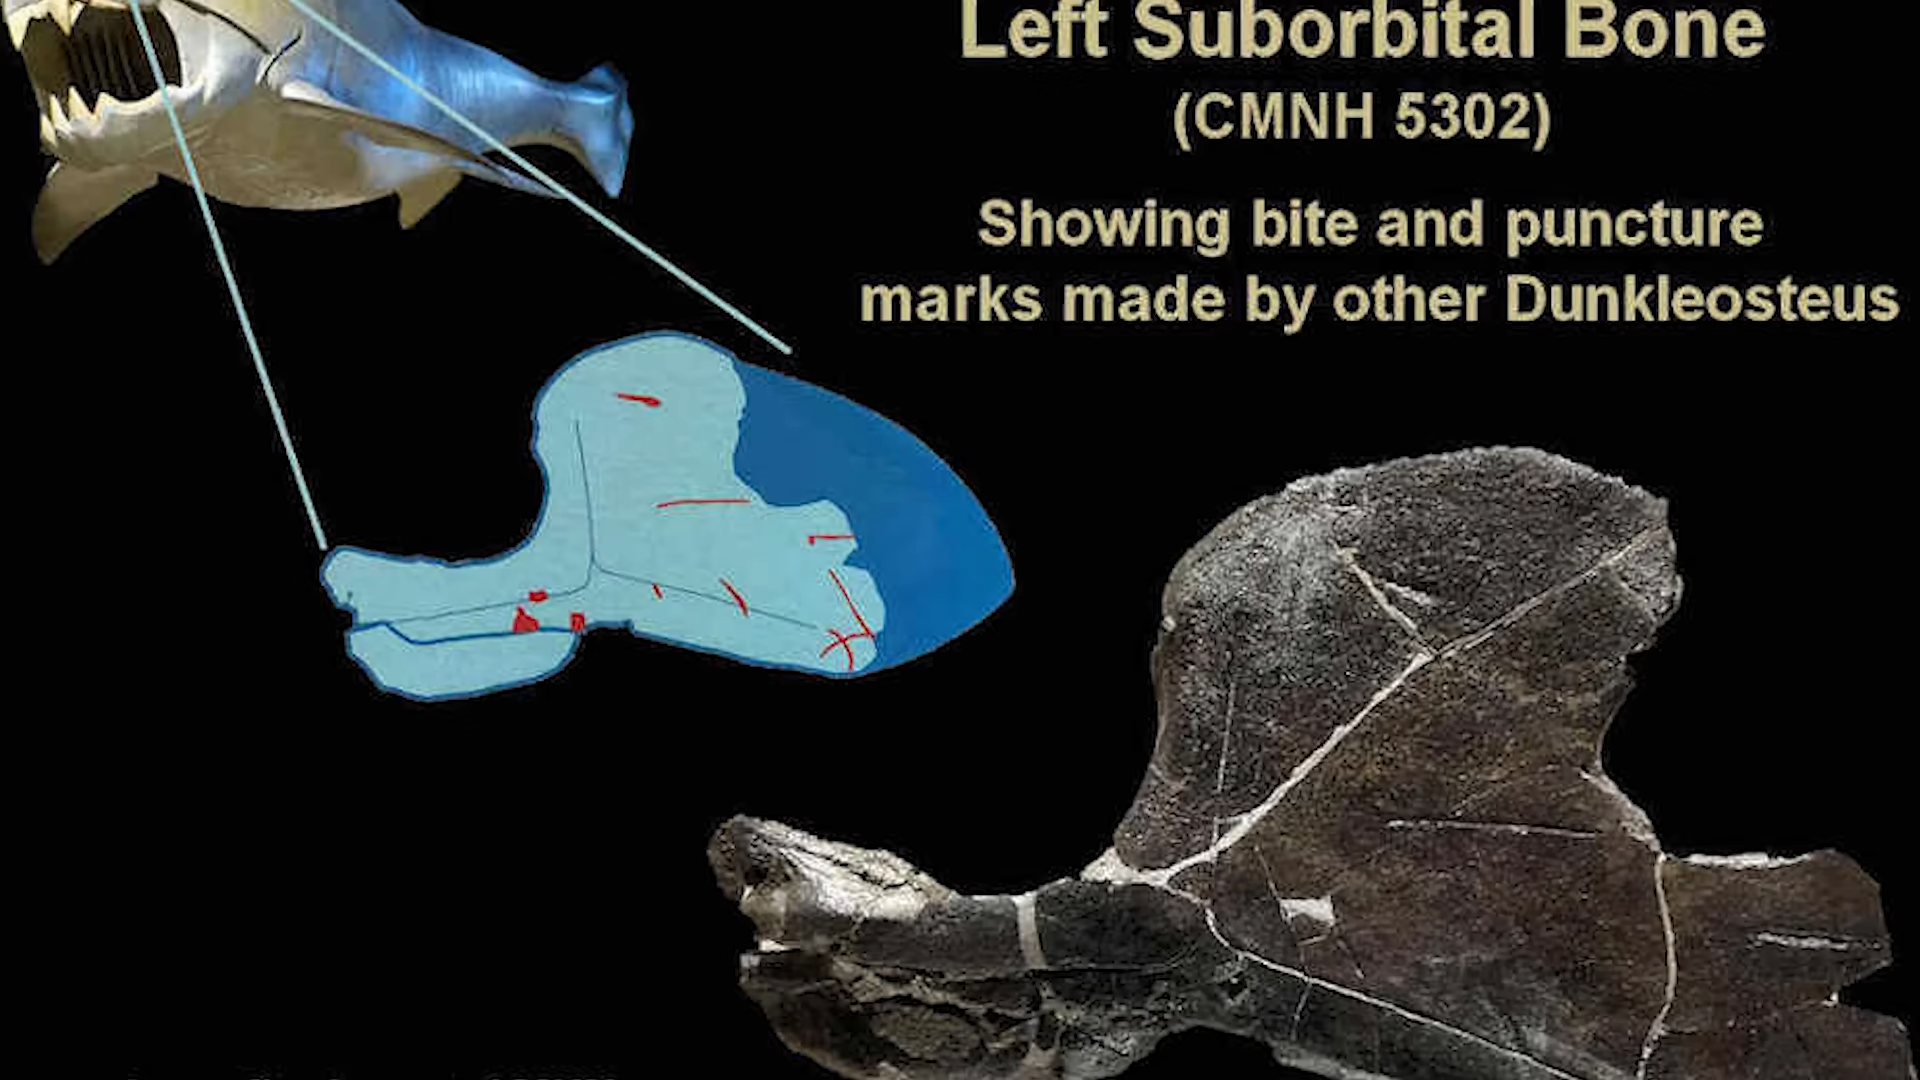 Left Suborbital Bone
(CMNH 5302)
Showing bite and puncture
marks made by other Dunkleosteus